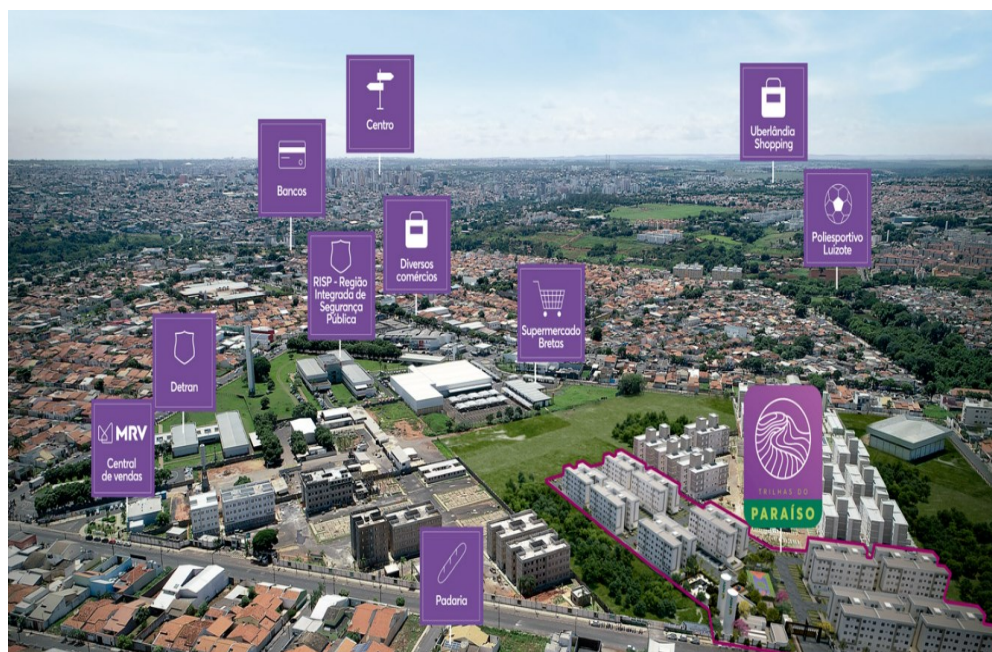 Centro
Uberlândia
Shopping
Bancos
Poliesportivo
Luizote
Diversos
comércios
RISP - Região
Integrada de
Segurança
Pública
Supermercado
Bretas
Detran
MRV
Central
de vendas
TRILHAS DO
PARAÍSO
Padaria